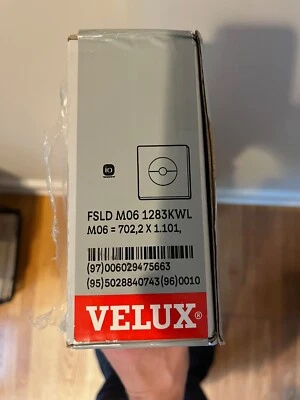 FSLD M06 1283KWL
M06 = 702,2 X 1.101,
(97)006029475663
(95)5028840743(96)0010
VELUX®